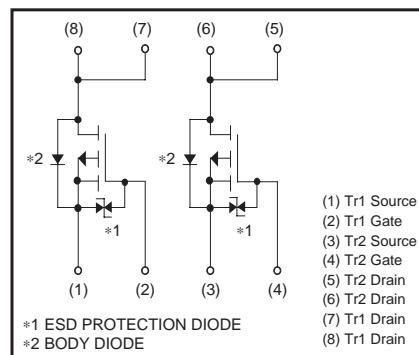 (8) (7) (6) (5)
∗2 ∗2
∗1 ∗1
(1) (2) (3) (4)
∗1 ESD PROTECTION DIODE
∗2 BODY DIODE
(1) Tr1 Source
(2) Tr1 Gate
(3) Tr2 Source
(4) Tr2 Gate
(5) Tr2 Drain
(6) Tr2 Drain
(7) Tr1 Drain
(8) Tr1 Drain